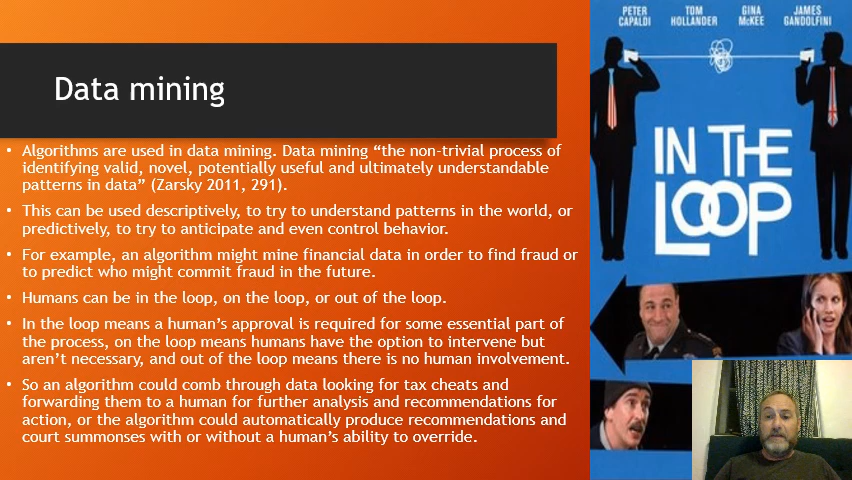 Data mining
• Algorithms are used in data mining. Data mining “the non-trivial process of
identifying valid, novel, potentially useful and ultimately understandable
patterns in data” (Zarsky 2011, 291).
• This can be used descriptively, to try to understand patterns in the world, or
predictively, to try to anticipate and even control behavior.
• For example, an algorithm might mine financial data in order to find fraud or
to predict who might commit fraud in the future.
• Humans can be in the loop, on the loop, or out of the loop.
• In the loop means a human’s approval is required for some essential part of
the process, on the loop means humans have the option to intervene but
aren’t necessary, and out of the loop means there is no human involvement.
• So an algorithm could comb through data looking for tax cheats and
forwarding them to a human for further analysis and recommendations for
action, or the algorithm could automatically produce recommendations and
court summonses with or without a human’s ability to override.
PETER CAPALDI
TOM HOLLANDER
GINA McKEE
JAMES GANDOLFINI
IN THE
LOOP